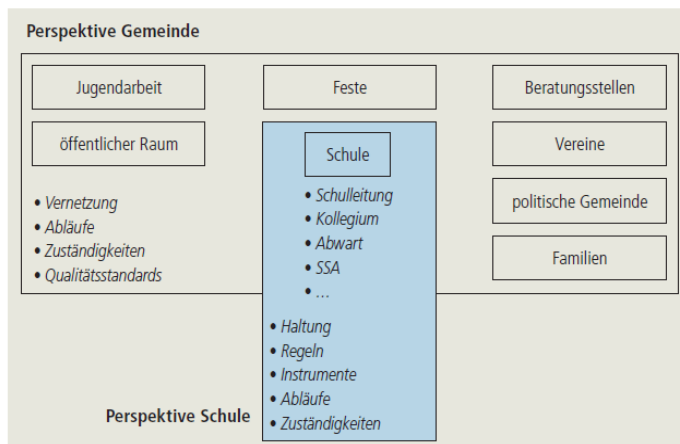 Perspektive Gemeinde
Jugendarbeit
Feste
Beratungsstellen
öffentlicher Raum
Schule
Vereine
politische Gemeinde
Familien
• Vernetzung
• Abläufe
• Zuständigkeiten
• Qualitätsstandards
• Schulleitung
• Kollegium
• Abwart
• SSA
• ...
• Haltung
• Regeln
• Instrumente
• Abläufe
• Zuständigkeiten
Perspektive Schule